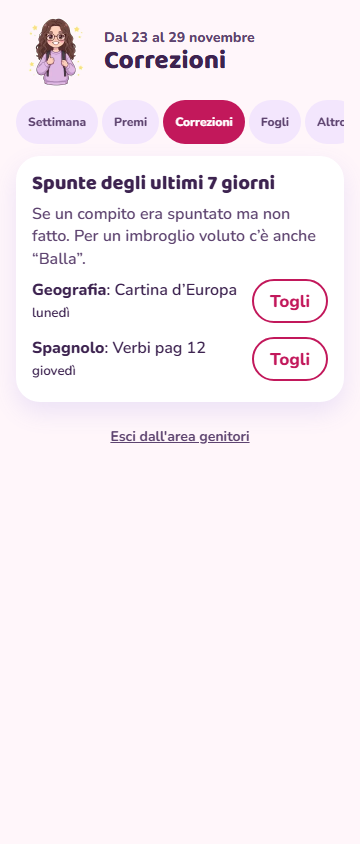 Dal 23 al 29 novembre
Correzioni
Settimana
Premi
Correzioni
Fogli
Altro
Spunte degli ultimi 7 giorni
Se un compito era spuntato ma non
fatto. Per un imbroglio voluto c’è anche
“Balla”.
Geografia: Cartina d’Europa
lunedì
Togli
Spagnolo: Verbi pag 12
giovedì
Togli
Esci dall'area genitori